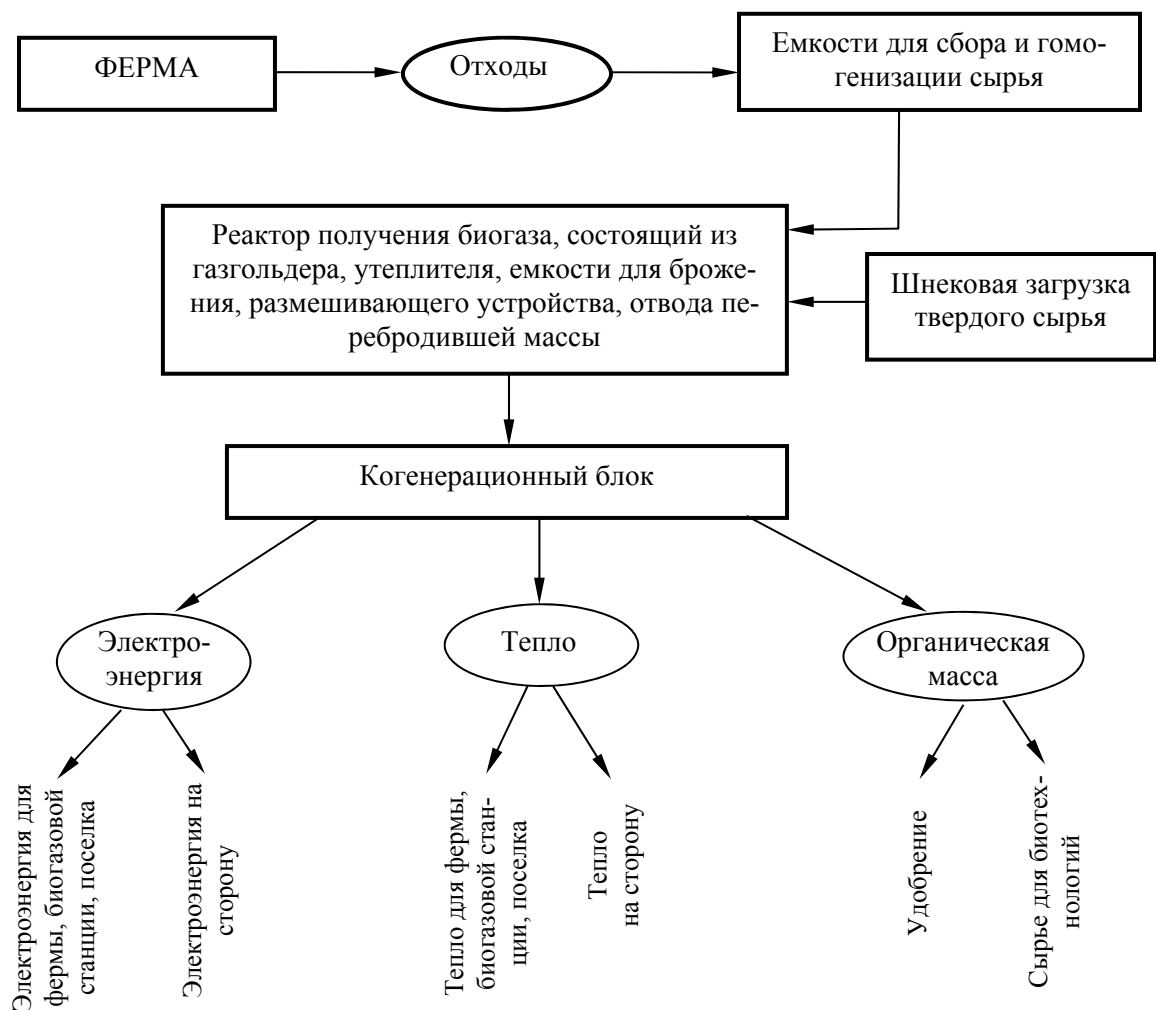 ФЕРМА
Отходы
Емкости для сбора и гомо-
генизации сырья
Реактор получения биогаза, состоящий из
газгольдера, утеплителя, емкости для броже-
ния, размешивающего устройства, отвода пе-
ребродившей массы
Шнековая загрузка
твердого сырья
Когенерационный блок
Электро-
энергия
Тепло
Органическая
масса
Электроэнергия для
фермы, биогазовой
станции, поселка
Электроэнергия на
сторону
Тепло для фермы,
биогазовой стан-
ции, поселка
Тепло
на сторону
Удобрение
Сырье для биотех-
нологий